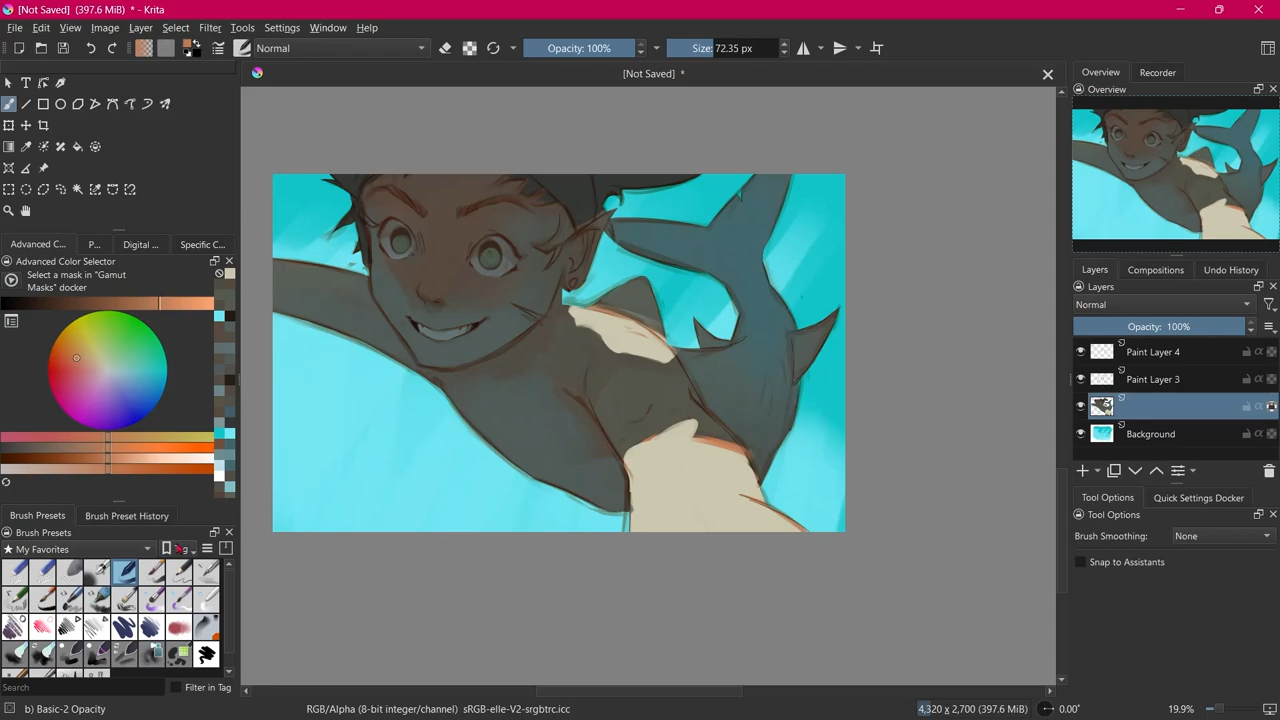 [Not Saved] (397.6 MiB) * - Krita
File Edit View Image Layer Select Filter Tools Settings Window Help
Normal
Opacity: 100%
Size: 72.35 px
[Not Saved] *
Overview Recorder
Overview
Advanced C... P... Digital ... Specific C...
Advanced Color Selector
Select a mask in "Gamut
Masks" docker
Layers Compositions Undo History
Layers
Normal
Opacity: 100%
Paint Layer 4
Paint Layer 3
Background
Tool Options Quick Settings Docker
Tool Options
Brush Smoothing: None
Snap to Assistants
Brush Presets Brush Preset History
Brush Presets
★ My Favorites
Tag
Search
Filter in Tag
b) Basic-2 Opacity
RGB/Alpha (8-bit integer/channel) sRGB-elle-V2-srgbtrc.icc
4,320 x 2,700 (397.6 MiB)
0.00°
19.9%